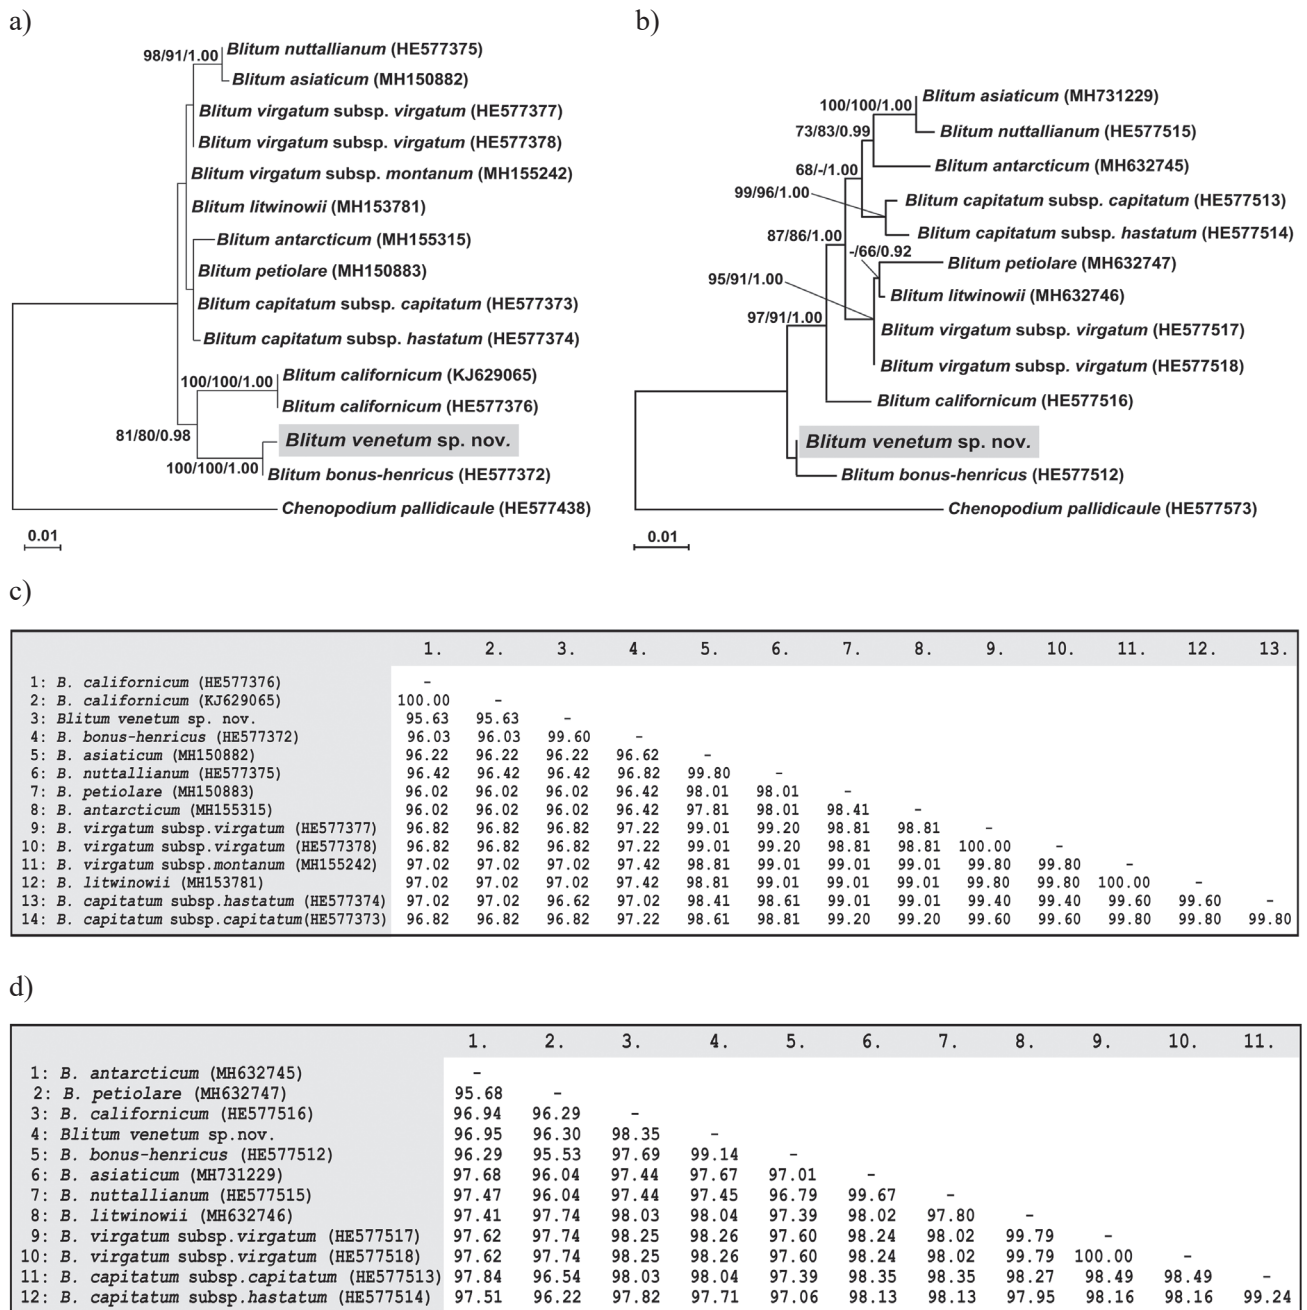 a)
98/91/1.00
Blitum nuttallianum (HE577375)
Blitum asiaticum (MH150882)
Blitum virgatum subsp. virgatum (HE577377)
Blitum virgatum subsp. virgatum (HE577378)
Blitum virgatum subsp. montanum (MH155242)
Blitum litwinowii (MH153781)
Blitum antarcticum (MH155315)
Blitum petiolare (MH150883)
Blitum capitatum subsp. capitatum (HE577373)
Blitum capitatum subsp. hastatum (HE577374)
100/100/1.00
Blitum californicum (KJ629065)
Blitum californicum (HE577376)
81/80/0.98
Blitum venetum sp. nov.
100/100/1.00
Blitum bonus-henricus (HE577372)
Chenopodium pallidicaule (HE577438)
0.01
b)
100/100/1.00
Blitum asiaticum (MH731229)
73/83/0.99
Blitum nuttallianum (HE577515)
68/-/1.00
Blitum antarcticum (MH632745)
99/96/1.00
Blitum capitatum subsp. capitatum (HE577513)
87/86/1.00
Blitum capitatum subsp. hastatum (HE577514)
-/66/0.92
Blitum petiolare (MH632747)
95/91/1.00
Blitum litwinowii (MH632746)
97/91/1.00
Blitum virgatum subsp. virgatum (HE577517)
Blitum virgatum subsp. virgatum (HE577518)
Blitum californicum (HE577516)
Blitum venetum sp. nov.
Blitum bonus-henricus (HE577512)
Chenopodium pallidicaule (HE577573)
0.01
c)
1. 2. 3. 4. 5. 6. 7. 8. 9. 10. 11. 12. 13.
1: B. californicum (HE577376) -
2: B. californicum (KJ629065) 100.00 -
3: Blitum venetum sp. nov. 95.63 95.63 -
4: B. bonus-henricus (HE577372) 96.03 96.03 99.60 -
5: B. asiaticum (MH150882) 96.22 96.22 96.22 96.62 -
6: B. nuttallianum (HE577375) 96.42 96.42 96.42 96.82 99.80 -
7: B. petiolare (MH150883) 96.02 96.02 96.02 96.42 98.01 98.01 -
8: B. antarcticum (MH155315) 96.02 96.02 96.02 96.42 97.81 98.01 98.41 -
9: B. virgatum subsp.virgatum (HE577377) 96.82 96.82 96.82 97.22 99.01 99.20 98.81 98.81 -
10: B. virgatum subsp.virgatum (HE577378) 96.82 96.82 96.82 97.22 99.01 99.20 98.81 98.81 100.00 -
11: B. virgatum subsp.montanum (MH155242) 97.02 97.02 97.02 97.42 98.81 99.01 99.01 99.01 99.80 99.80 -
12: B. litwinowii (MH153781) 97.02 97.02 97.02 97.42 98.81 99.01 99.01 99.01 99.80 99.80 100.00 -
13: B. capitatum subsp.hastatum (HE577374) 97.02 97.02 96.62 97.02 98.41 98.61 99.01 99.01 99.40 99.40 99.60 99.60 -
14: B. capitatum subsp.capitatum(HE577373) 96.82 96.82 96.82 97.22 98.61 98.81 99.20 99.20 99.60 99.60 99.80 99.80 99.80
d)
1. 2. 3. 4. 5. 6. 7. 8. 9. 10. 11.
1: B. antarcticum (MH632745) -
2: B. petiolare (MH632747) 95.68 -
3: B. californicum (HE577516) 96.94 96.29 -
4: Blitum venetum sp.nov. 96.95 96.30 98.35 -
5: B. bonus-henricus (HE577512) 96.29 95.53 97.69 99.14 -
6: B. asiaticum (MH731229) 97.68 96.04 97.44 97.67 97.01 -
7: B. nuttallianum (HE577515) 97.47 96.04 97.44 97.45 96.79 99.67 -
8: B. litwinowii (MH632746) 97.41 97.74 98.03 98.04 97.39 98.02 97.80 -
9: B. virgatum subsp.virgatum (HE577517) 97.62 97.74 98.25 98.26 97.60 98.24 98.02 99.79 -
10: B. virgatum subsp.virgatum (HE577518) 97.62 97.74 98.25 98.26 97.60 98.24 98.02 99.79 100.00 -
11: B. capitatum subsp.capitatum (HE577513) 97.84 96.54 98.03 98.04 97.39 98.35 98.35 98.27 98.49 98.49 -
12: B. capitatum subsp.hastatum (HE577514) 97.51 96.22 97.82 97.71 97.06 98.13 98.13 97.95 98.16 98.16 99.24